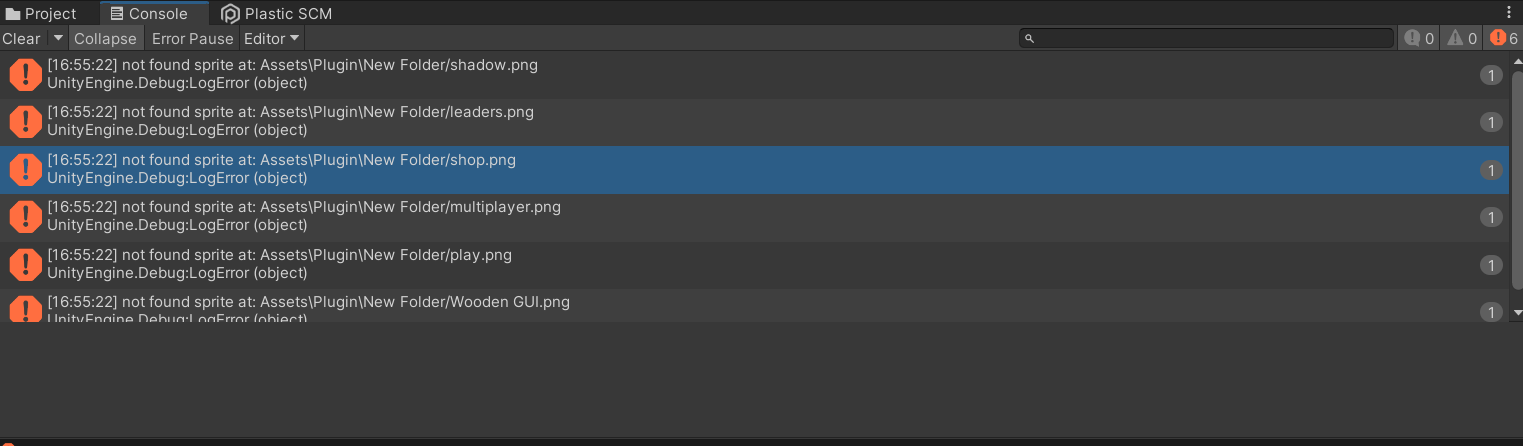 Project Console Plastic SCM
Clear Collapse Error Pause Editor 0 0 6
[16:55:22] not found sprite at: Assets\Plugin\New Folder/shadow.png
UnityEngine.Debug:LogError (object)
1
[16:55:22] not found sprite at: Assets\Plugin\New Folder/leaders.png
UnityEngine.Debug:LogError (object)
1
[16:55:22] not found sprite at: Assets\Plugin\New Folder/shop.png
UnityEngine.Debug:LogError (object)
1
[16:55:22] not found sprite at: Assets\Plugin\New Folder/multiplayer.png
UnityEngine.Debug:LogError (object)
1
[16:55:22] not found sprite at: Assets\Plugin\New Folder/play.png
UnityEngine.Debug:LogError (object)
1
[16:55:22] not found sprite at: Assets\Plugin\New Folder/Wooden GUI.png
UnityEngine.Debug:LogError (object)
1